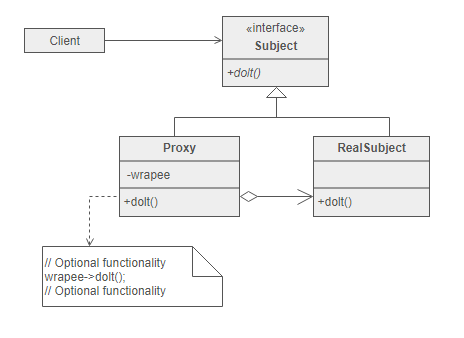 Client
«interface»
Subject
+doIt()
Proxy
-wrapee
+doIt()
RealSubject
+doIt()
// Optional functionality
wrapee->doIt();
// Optional functionality